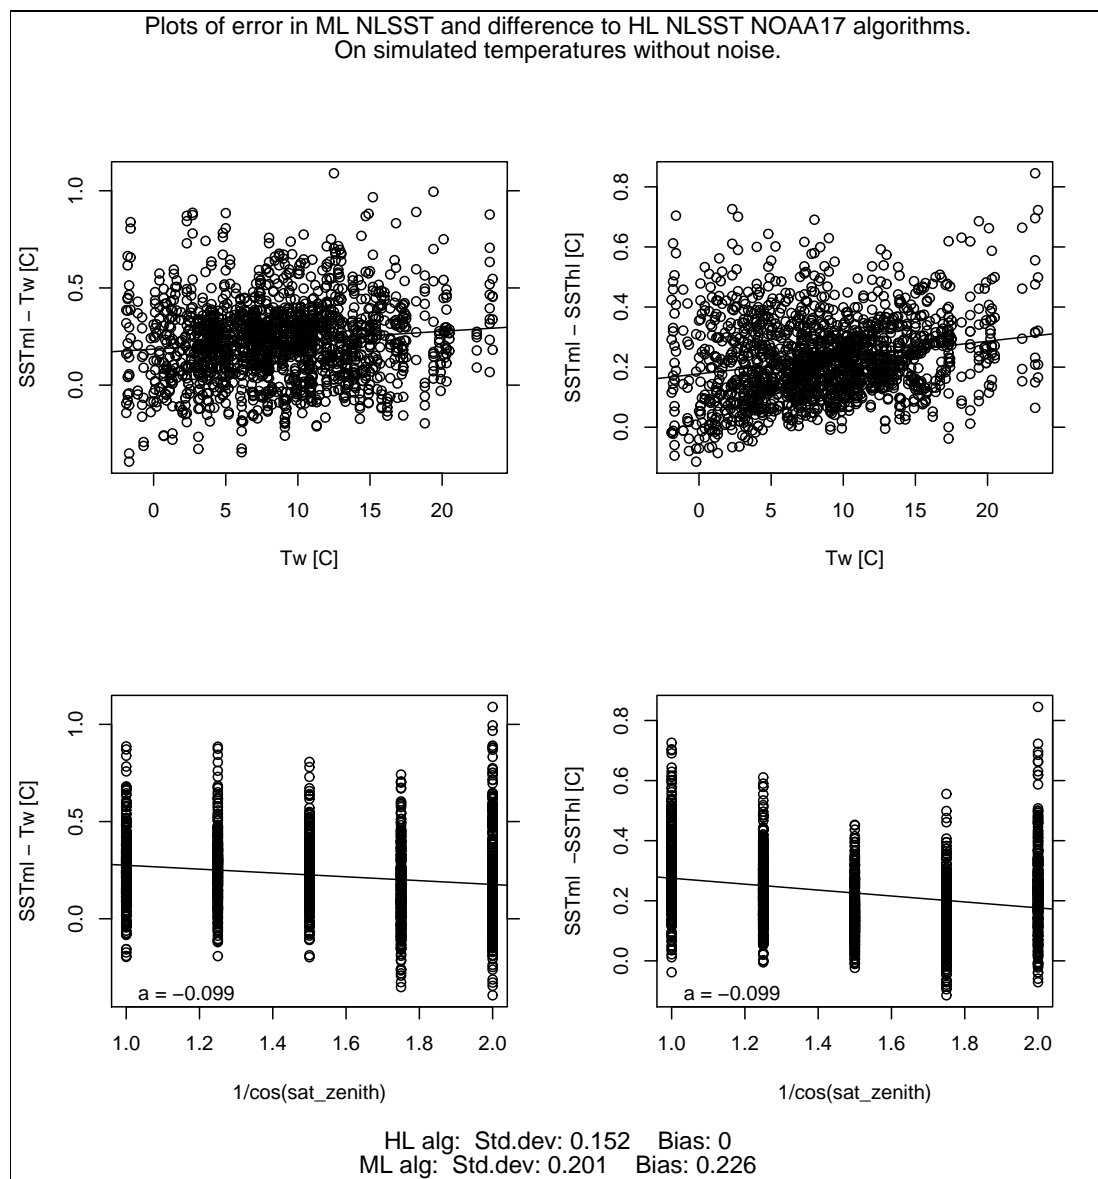 Plots of error in ML NLSST and difference to HL NLSST NOAA17 algorithms.
On simulated temperatures without noise.
SSTml − Tw [C]
0.0 0.5 1.0
0 5 10 15 20
Tw [C]
SSTml − SSThl [C]
0.0 0.2 0.4 0.6 0.8
0 5 10 15 20
Tw [C]
SSTml − Tw [C]
0.0 0.5 1.0
a = −0.099
1.0 1.2 1.4 1.6 1.8 2.0
1/cos(sat_zenith)
SSTml −SSThl [C]
0.0 0.2 0.4 0.6 0.8
a = −0.099
1.0 1.2 1.4 1.6 1.8 2.0
1/cos(sat_zenith)
HL alg: Std.dev: 0.152 Bias: 0
ML alg: Std.dev: 0.201 Bias: 0.226